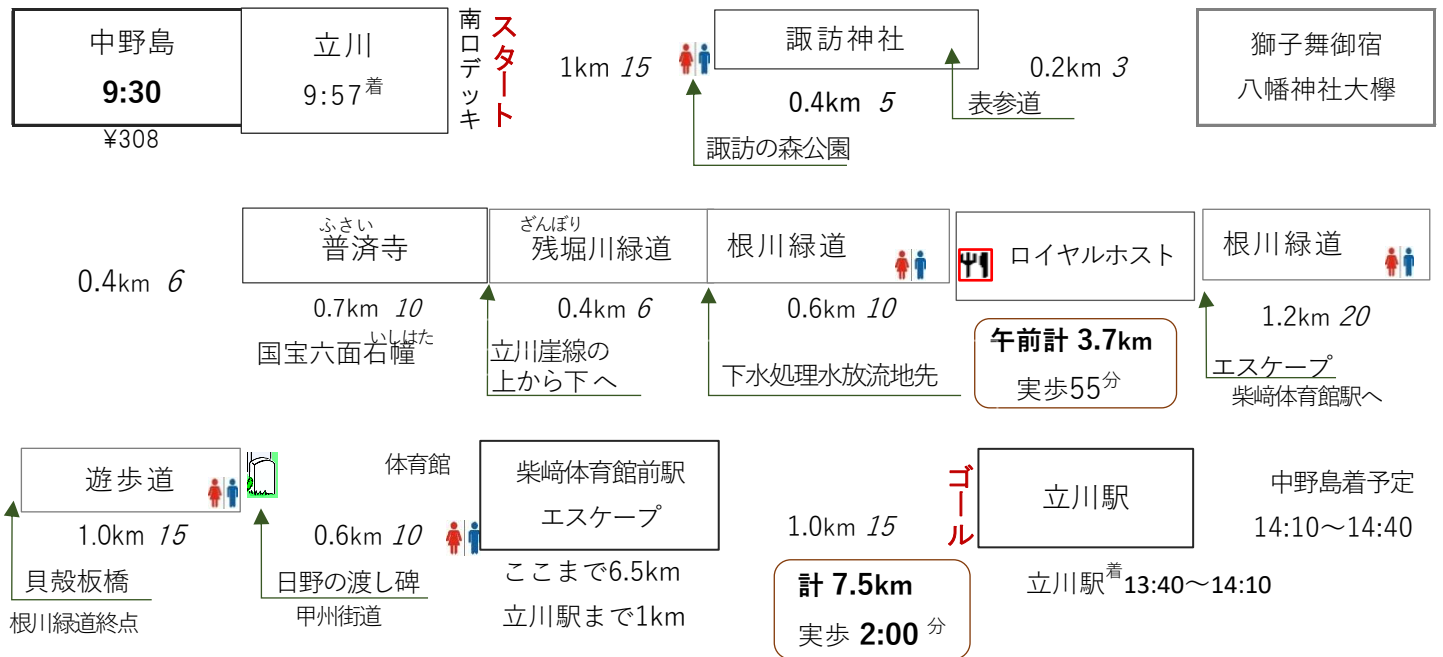 中野島
9:30
¥308
立川
9:57着
南口デッキ
スタート
1km 15
諏訪神社
0.4km 5
諏訪の森公園
表参道
0.2km 3
獅子舞御宿
八幡神社大欅
0.4km 6
ふさい
普済寺
0.7km 10
いしはた
国宝六面石幢
ざんぼり
残堀川緑道
0.4km 6
立川崖線の
上から下へ
根川緑道
0.6km 10
下水処理水放流地先
ロイヤルホスト
午前計 3.7km
実歩55分
根川緑道
1.2km 20
エスケープ
柴﨑体育館駅へ
遊歩道
1.0km 15
貝殻板橋
根川緑道終点
0.6km 10
日野の渡し碑
甲州街道
体育館
柴﨑体育館前駅
エスケープ
ここまで6.5km
立川駅まで1km
1.0km 15
計 7.5km
実歩 2:00 分
ゴール
立川駅
立川駅着13:40～14:10
中野島着予定
14:10～14:40